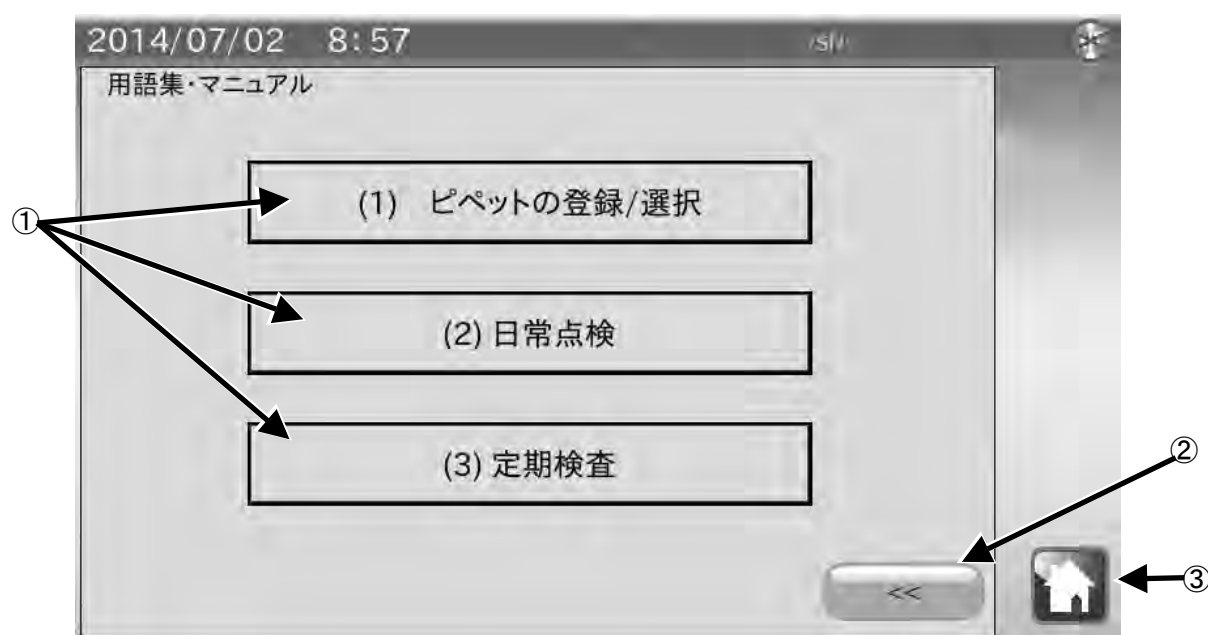 2014/07/02 8:57
用語集・マニュアル
①
(1) ピペットの登録/選択
(2) 日常点検
(3) 定期検査
②
<<
③